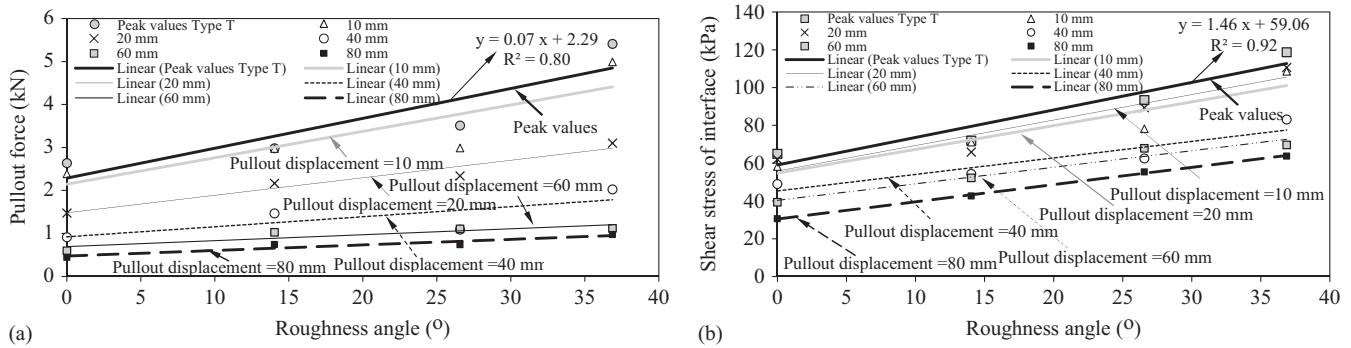 6
5
4
3
2
1
0
Pullout force (kN)
Peak values Type T
10 mm
20 mm
40 mm
60 mm
80 mm
Linear (Peak values Type T)
Linear (10 mm)
Linear (20 mm)
Linear (40 mm)
Linear (60 mm)
Linear (80 mm)
y = 0.07 x + 2.29
R² = 0.80
Peak values
Pullout displacement =10 mm
Pullout displacement =60 mm
Pullout displacement =20 mm
Pullout displacement =80 mm
Pullout displacement =40 mm
0 5 10 15 20 25 30 35 40
Roughness angle (º)
(a)
140
120
100
80
60
40
20
0
Shear stress of interface (kPa)
Peak values Type T
10 mm
20 mm
40 mm
60 mm
80 mm
Linear (Peak values Type T)
Linear (10 mm)
Linear (20 mm)
Linear (40 mm)
Linear (60 mm)
Linear (80 mm)
y = 1.46 x + 59.06
R² = 0.92
Peak values
Pullout displacement =10 mm
Pullout displacement =20 mm
Pullout displacement =40 mm
Pullout displacement =60 mm
Pullout displacement =80 mm
0 5 10 15 20 25 30 35 40
Roughness angle (º)
(b)